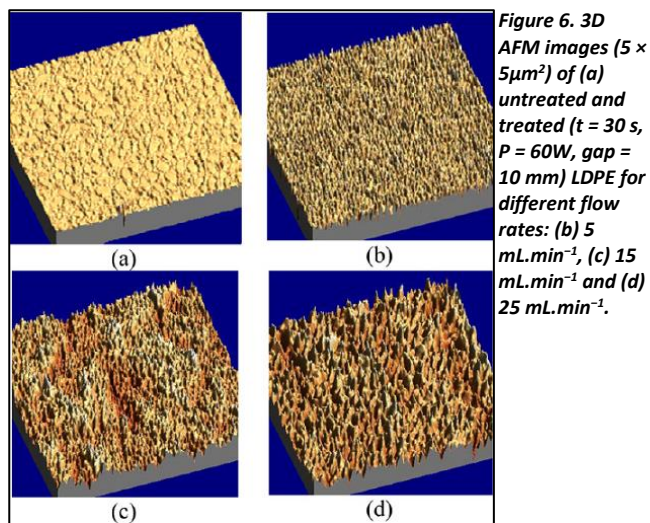 (a)
(b)
(c)
(d)
Figure 6. 3D
AFM images (5 ×
5µm²) of (a)
untreated and
treated (t = 30 s,
P = 60W, gap =
10 mm) LDPE for
different flow
rates: (b) 5
mL.min⁻¹, (c) 15
mL.min⁻¹ and (d)
25 mL.min⁻¹.